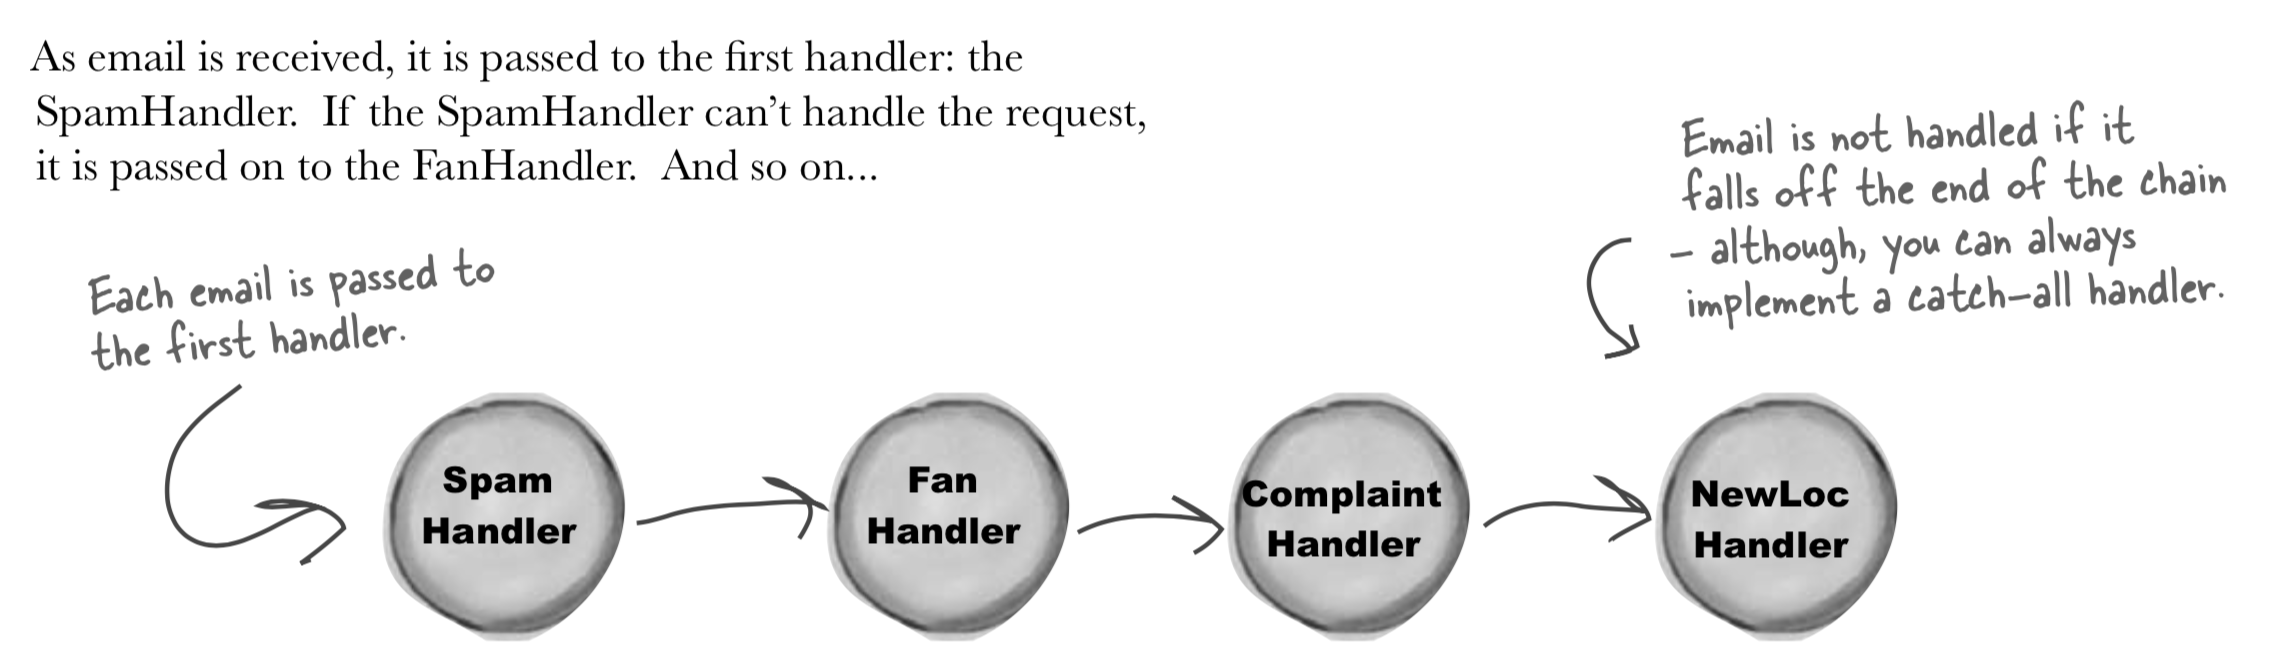 As email is received, it is passed to the first handler: the
SpamHandler.  If the SpamHandler can't handle the request,
it is passed on to the FanHandler.  And so on...
Email is not handled if it
falls off the end of the chain
– although, you can always
implement a catch-all handler.
Each email is passed to
the first handler.
Spam
Handler
Fan
Handler
Complaint
Handler
NewLoc
Handler